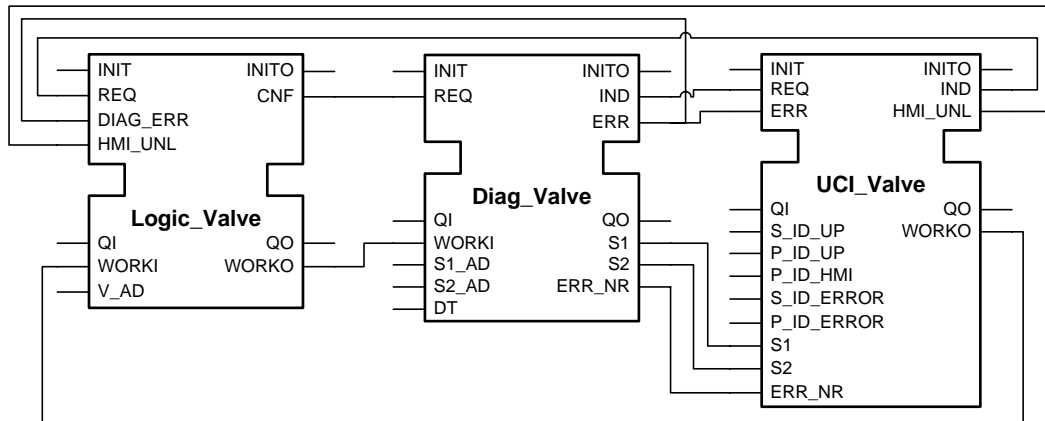 INIT INITO
REQ CNF
DIAG_ERR
HMI_UNL
Logic_Valve
QI QO
WORKI WORKO
V_AD
INIT INITO
REQ IND
ERR
Diag_Valve
QI QO
WORKI S1
S1_AD S2
S2_AD ERR_NR
DT
INIT INITO
REQ IND
ERR HMI_UNL
UCI_Valve
QI QO
S_ID_UP WORKO
P_ID_UP
P_ID_HMI
S_ID_ERROR
P_ID_ERROR
S1
S2
ERR_NR